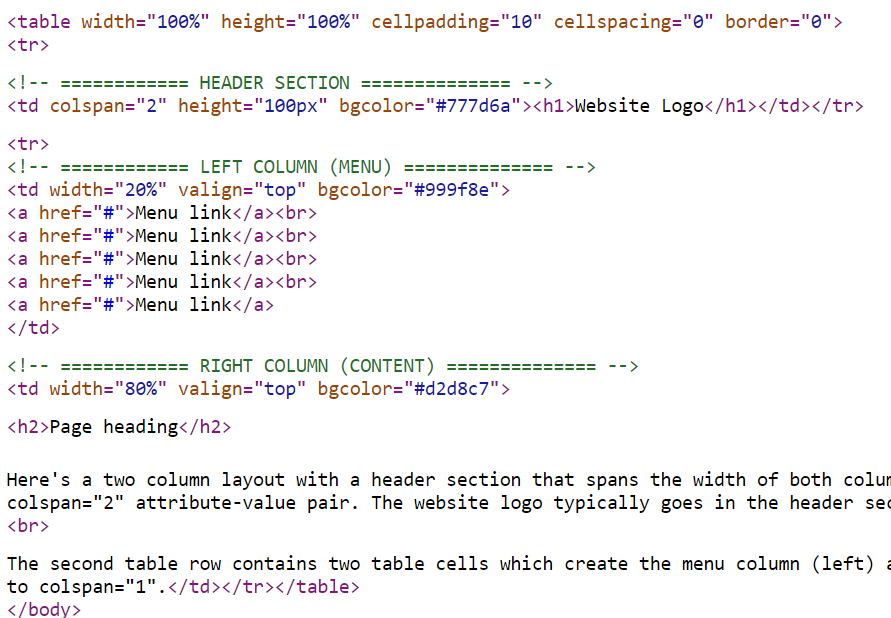 <table width="100%" height="100%" cellpadding="10" cellspacing="0" border="0">
<tr>
<!-- ============ HEADER SECTION ============== -->
<td colspan="2" height="100px" bgcolor="#777d6a"><h1>Website Logo</h1></td></tr>
<tr>
<!-- ============ LEFT COLUMN (MENU) ============== -->
<td width="20%" valign="top" bgcolor="#999f8e">
<a href="#">Menu link</a><br>
<a href="#">Menu link</a><br>
<a href="#">Menu link</a><br>
<a href="#">Menu link</a><br>
<a href="#">Menu link</a>
</td>
<!-- ============ RIGHT COLUMN (CONTENT) ============== -->
<td width="80%" valign="top" bgcolor="#d2d8c7">
<h2>Page heading</h2>
Here's a two column layout with a header section that spans the width of both
colspan="2" attribute-value pair. The website logo typically goes in the header
<br>
The second table row contains two table cells which create the menu column (left)
to colspan="1".</td></tr></table>
</body>